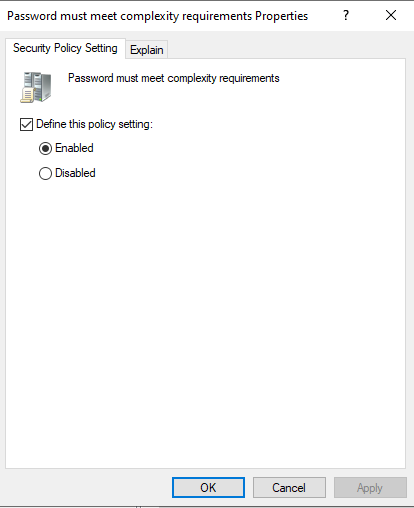 Password must meet complexity requirements Properties
?
Security Policy Setting
Explain
Password must meet complexity requirements
Define this policy setting:
Enabled
Disabled
OK
Cancel
Apply